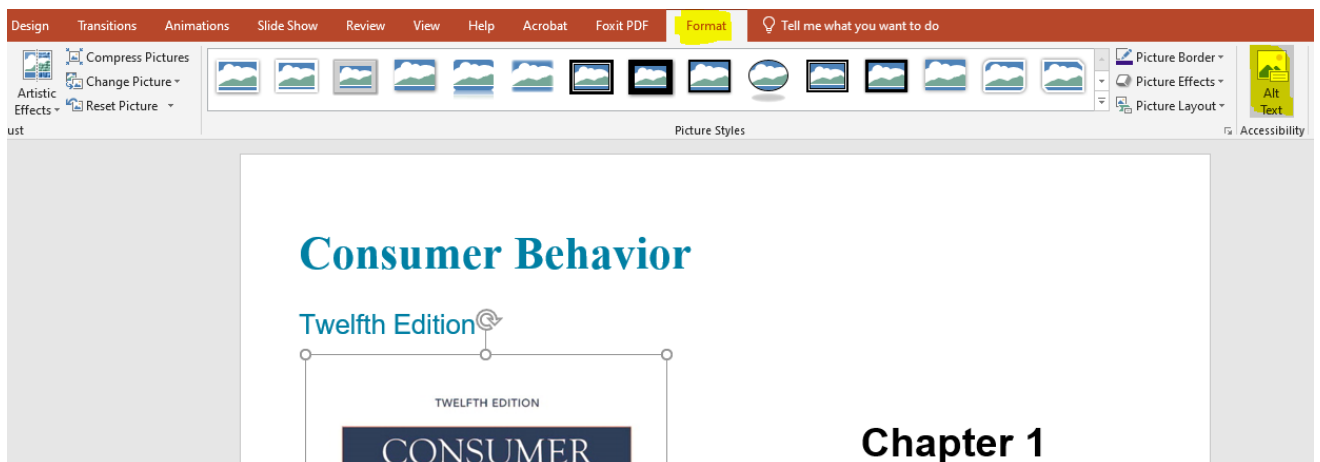 Design Transitions Animations Slide Show Review View Help Acrobat Foxit PDF Format Tell me what you want to do
Compress Pictures
Change Picture
Reset Picture
Artistic
Effects
ust
Picture Styles
Picture Border
Picture Effects
Picture Layout
Alt
Text
Accessibility
Consumer Behavior
Twelfth Edition
TWELFTH EDITION
CONSUMER
Chapter 1